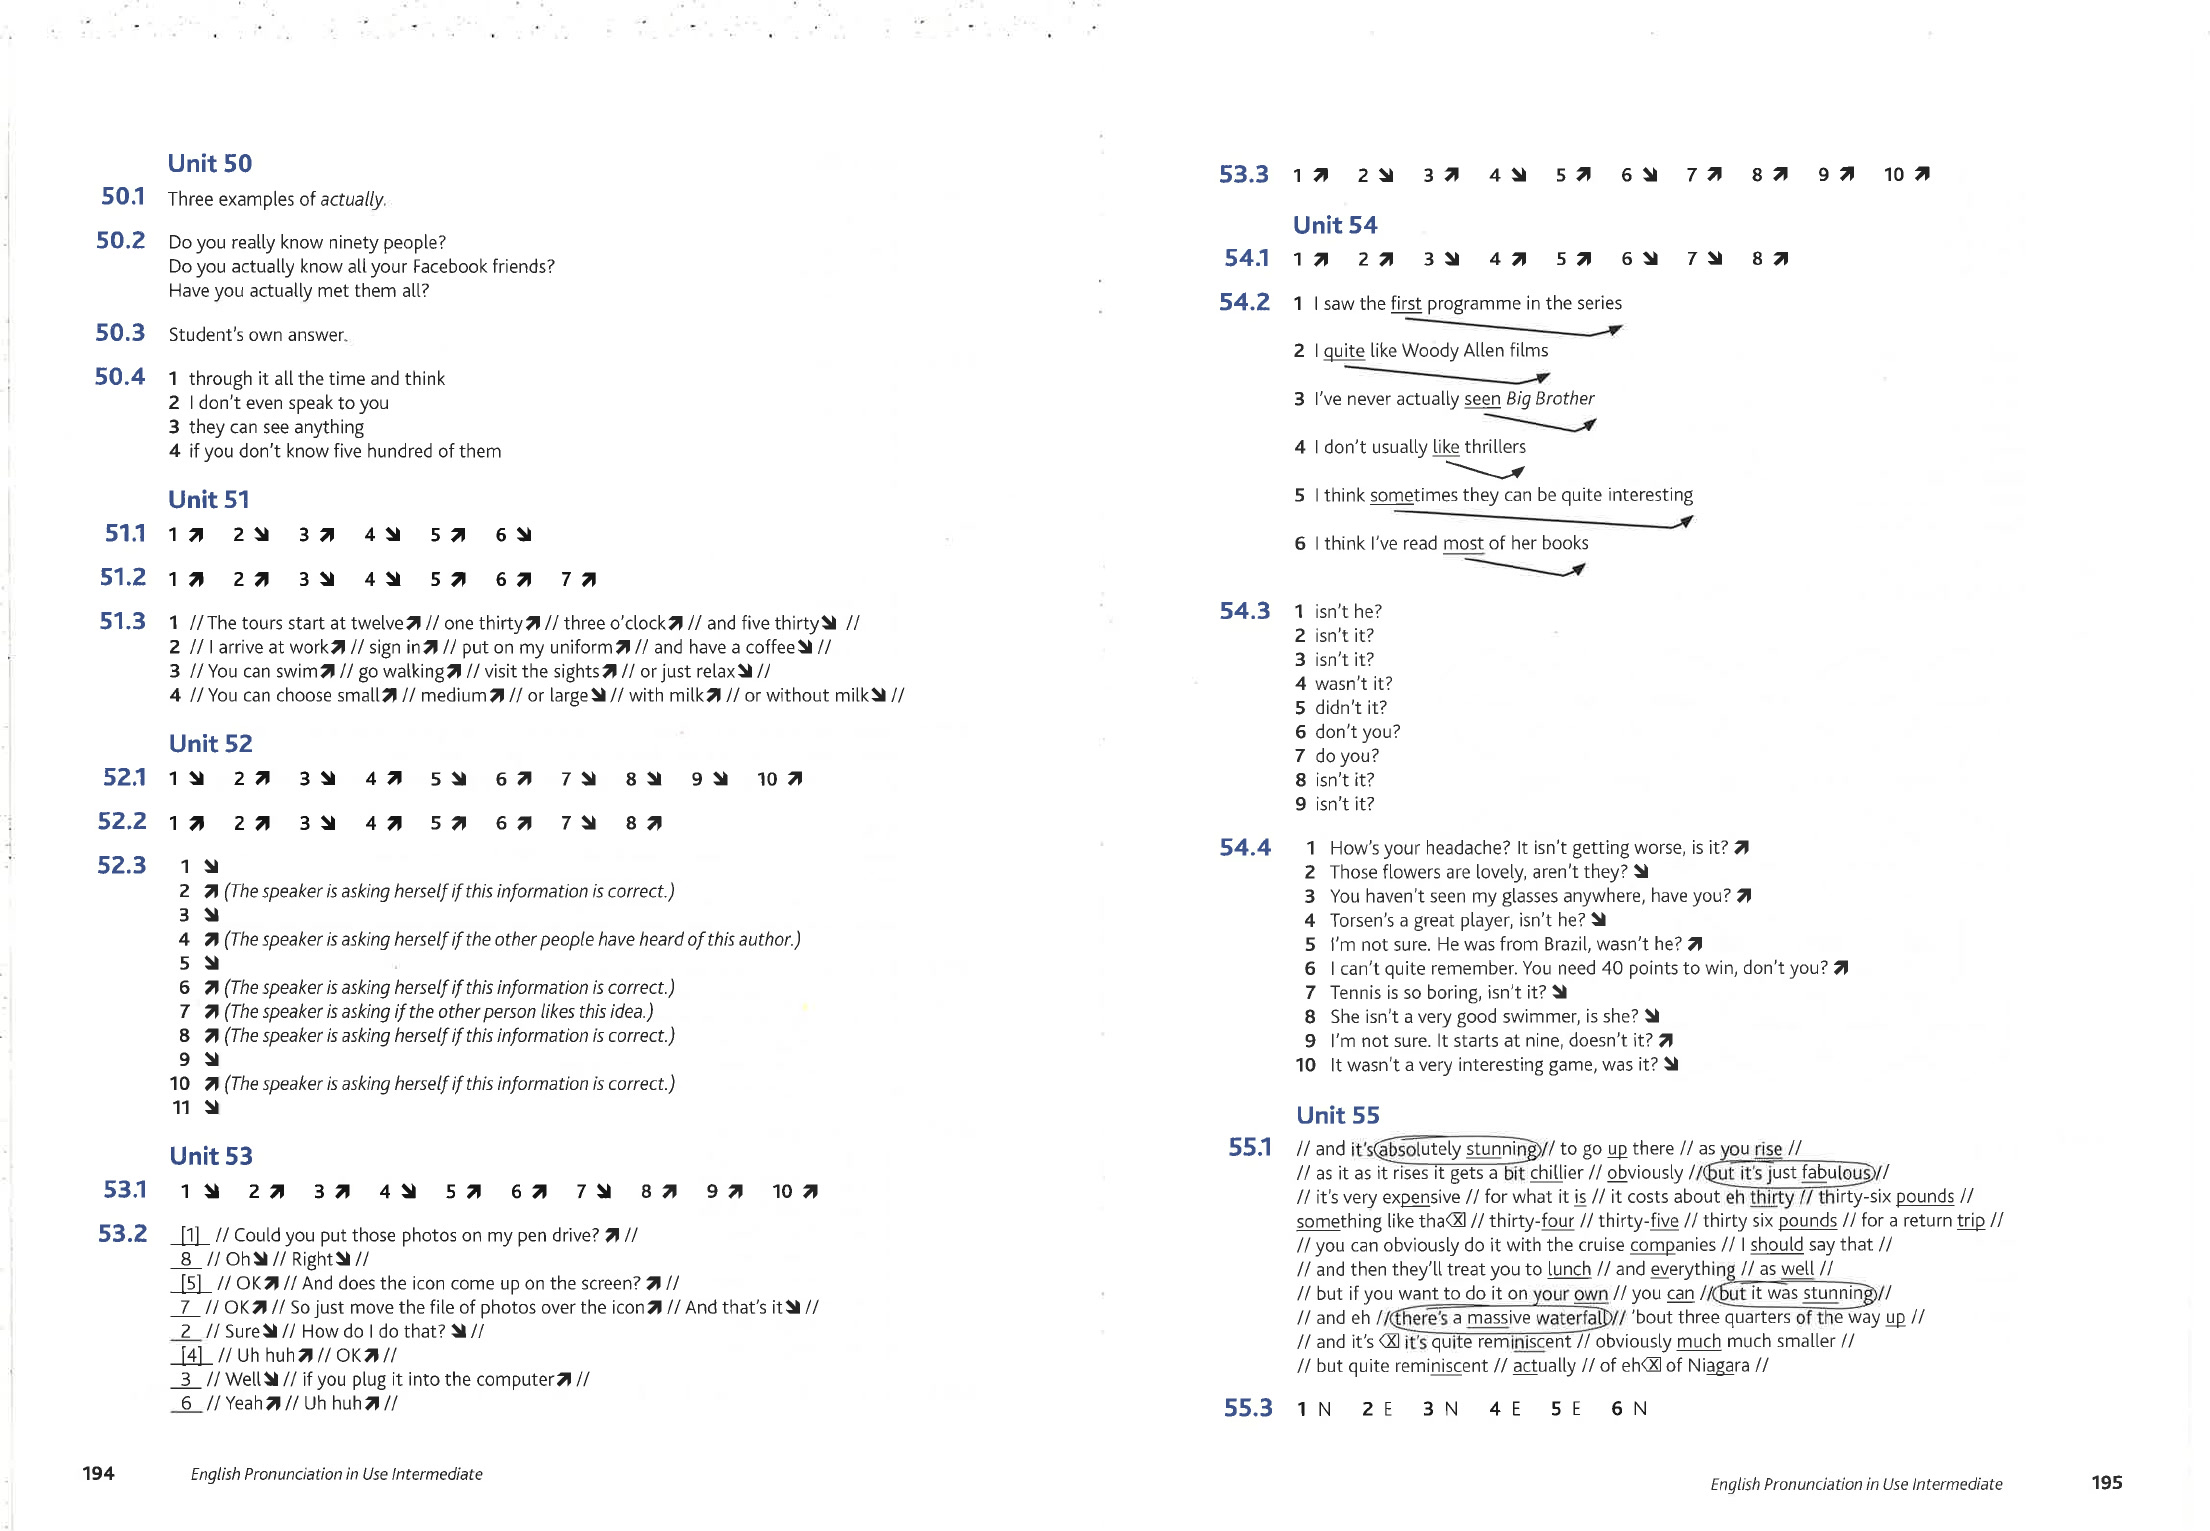 Unit 50
50.1 Three examples of actually.
50.2 Do you really know ninety people?
Do you actually know all your Facebook friends?
Have you actually met them all?
50.3 Student's own answer.
50.4 1 through it all the time and think
2 I don't even speak to you
3 they can see anything
4 if you don't know five hundred of them
Unit 51
51.1 1 ↗ 2 ↘ 3 ↗ 4 ↘ 5 ↗ 6 ↘
51.2 1 ↗ 2 ↗ 3 ↘ 4 ↘ 5 ↗ 6 ↗ 7 ↗
51.3 1 // The tours start at twelve↗ // one thirty↗ // three o'clock↗ // and five thirty↘ //
2 // I arrive at work↗ // sign in↗ // put on my uniform↗ // and have a coffee↘ //
3 // You can swim↗ // go walking↗ // visit the sights↗ // or just relax↘ //
4 // You can choose small↗ // medium↗ // or large↘ // with milk↗ // or without milk↘ //
Unit 52
52.1 1 ↘ 2 ↗ 3 ↘ 4 ↗ 5 ↘ 6 ↗ 7 ↘ 8 ↘ 9 ↘ 10 ↗
52.2 1 ↗ 2 ↗ 3 ↘ 4 ↗ 5 ↗ 6 ↗ 7 ↘ 8 ↗
52.3 1 ↘
2 ↗ (The speaker is asking herself if this information is correct.)
3 ↘
4 ↗ (The speaker is asking herself if the other people have heard of this author.)
5 ↘
6 ↗ (The speaker is asking herself if this information is correct.)
7 ↗ (The speaker is asking if the other person likes this idea.)
8 ↗ (The speaker is asking herself if this information is correct.)
9 ↘
10 ↗ (The speaker is asking herself if this information is correct.)
11 ↘
Unit 53
53.1 1 ↘ 2 ↗ 3 ↗ 4 ↘ 5 ↗ 6 ↗ 7 ↘ 8 ↗ 9 ↗ 10 ↗
53.2 [1] // Could you put those photos on my pen drive? ↗ //
8 // Oh↘ // Right↘ //
[5] // OK↗ // And does the icon come up on the screen? ↗ //
7 // OK↗ // So just move the file of photos over the icon↗ // And that's it↘ //
2 // Sure↘ // How do I do that? ↘ //
[4] // Uh huh↗ // OK↗ //
3 // Well↘ // if you plug it into the computer↗ //
6 // Yeah↗ // Uh huh↗ //
194 English Pronunciation in Use Intermediate
53.3 1 ↗ 2 ↘ 3 ↗ 4 ↘ 5 ↗ 6 ↘ 7 ↗ 8 ↗ 9 ↗ 10 ↗
Unit 54
54.1 1 ↗ 2 ↗ 3 ↘ 4 ↗ 5 ↗ 6 ↘ 7 ↘ 8 ↗
54.2 1 I saw the first programme in the series
2 I quite like Woody Allen films
3 I've never actually seen Big Brother
4 I don't usually like thrillers
5 I think sometimes they can be quite interesting
6 I think I've read most of her books
54.3 1 isn't he?
2 isn't it?
3 isn't it?
4 wasn't it?
5 didn't it?
6 don't you?
7 do you?
8 isn't it?
9 isn't it?
54.4 1 How's your headache? It isn't getting worse, is it? ↗
2 Those flowers are lovely, aren't they? ↘
3 You haven't seen my glasses anywhere, have you? ↗
4 Torsen's a great player, isn't he? ↘
5 I'm not sure. He was from Brazil, wasn't he? ↗
6 I can't quite remember. You need 40 points to win, don't you? ↗
7 Tennis is so boring, isn't it? ↘
8 She isn't a very good swimmer, is she? ↘
9 I'm not sure. It starts at nine, doesn't it? ↗
10 It wasn't a very interesting game, was it? ↘
Unit 55
55.1 // and it's absolutely stunning // to go up there // as you rise //
// as it as it rises it gets a bit chillier // obviously // but it's just fabulous //
// it's very expensive // for what it is // it costs about eh thirty // thirty-six pounds //
something like tha⌫ // thirty-four // thirty-five // thirty six pounds // for a return trip //
// you can obviously do it with the cruise companies // I should say that //
// and then they'll treat you to lunch // and everything // as well //
// but if you want to do it on your own // you can // but it was stunning //
// and eh // there's a massive waterfall // 'bout three quarters of the way up //
// and it's ⌫ it's quite reminiscent // obviously much much smaller //
// but quite reminiscent // actually // of eh⌫ of Niagara //
55.3 1 N 2 E 3 N 4 E 5 E 6 N
English Pronunciation in Use Intermediate 195